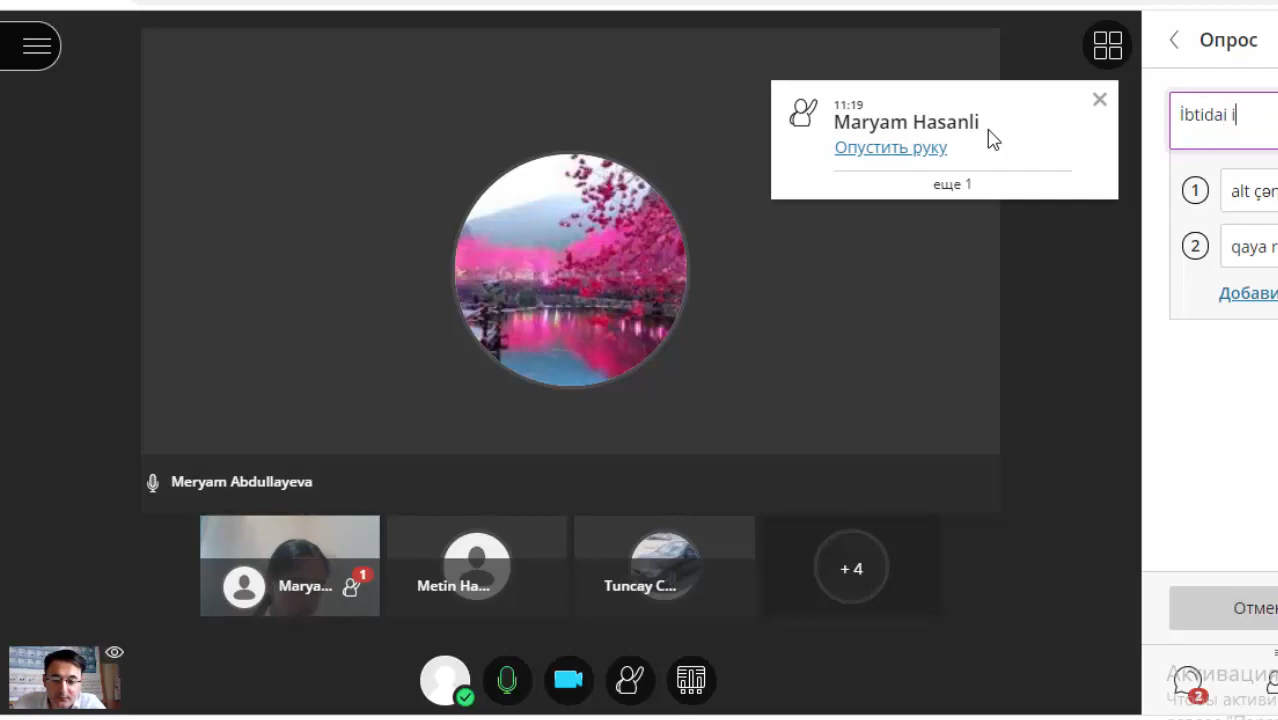 Опрос
11:19
Maryam Hasanli
Опустить руку
еще 1
İbtidai i
1 alt çən
2 qaya r
Добави
Meryam Abdullayeva
Marya...
1
Metin Ha...
Tuncay C...
+ 4
Отмен
Активация
2
Чтобы активи